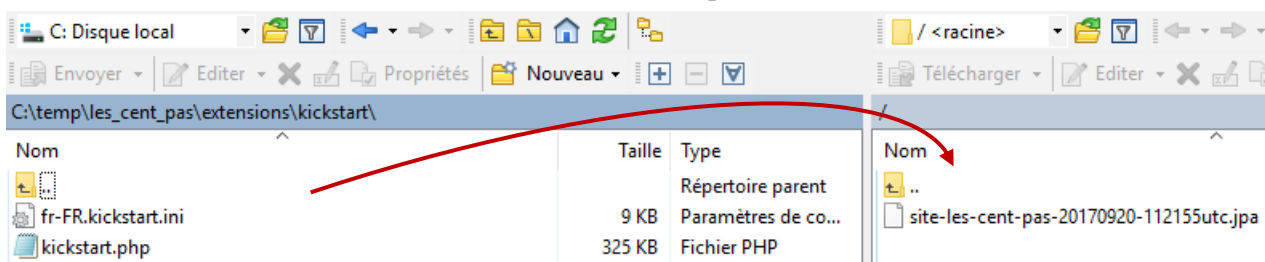 C: Disque local
/ <racine>
Envoyer Editer Propriétés Nouveau
Télécharger Editer
C:\temp\les_cent_pas\extensions\kickstart\
/
Nom Taille Type
Nom
.. Répertoire parent
..
fr-FR.kickstart.ini 9 KB Paramètres de co...
site-les-cent-pas-20170920-112155utc.jpa
kickstart.php 325 KB Fichier PHP